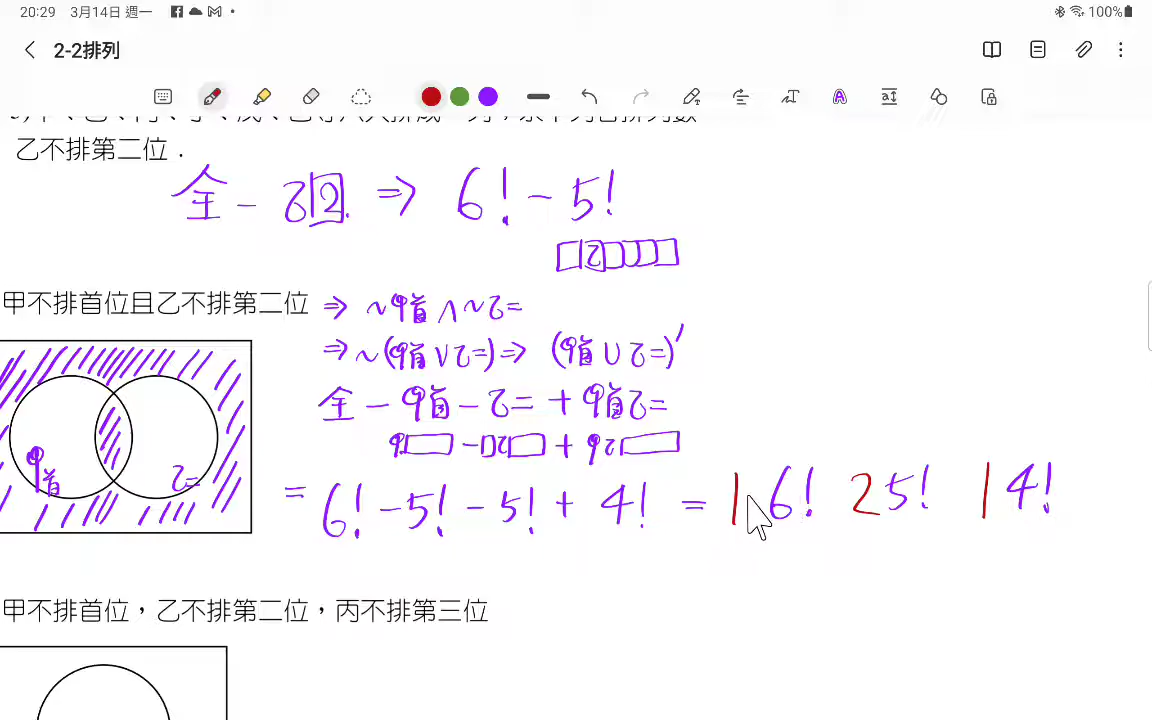 20:29 3月14日 週一 100%
2-2排列
乙不排第二位.
全 - 乙2 ⇒ 6! - 5!
乙
甲不排首位且乙不排第二位 ⇒ ~甲首 ∧ ~乙二
⇒ ~(甲首 ∨ 乙二) ⇒ (甲首 ∪ 乙二)'
全 - 甲首 - 乙二 + 甲首乙二
甲 - 乙 + 甲乙
甲首 乙二
= 6! - 5! - 5! + 4! = 1 6! 2 5! 1 4!
甲不排首位，乙不排第二位，丙不排第三位